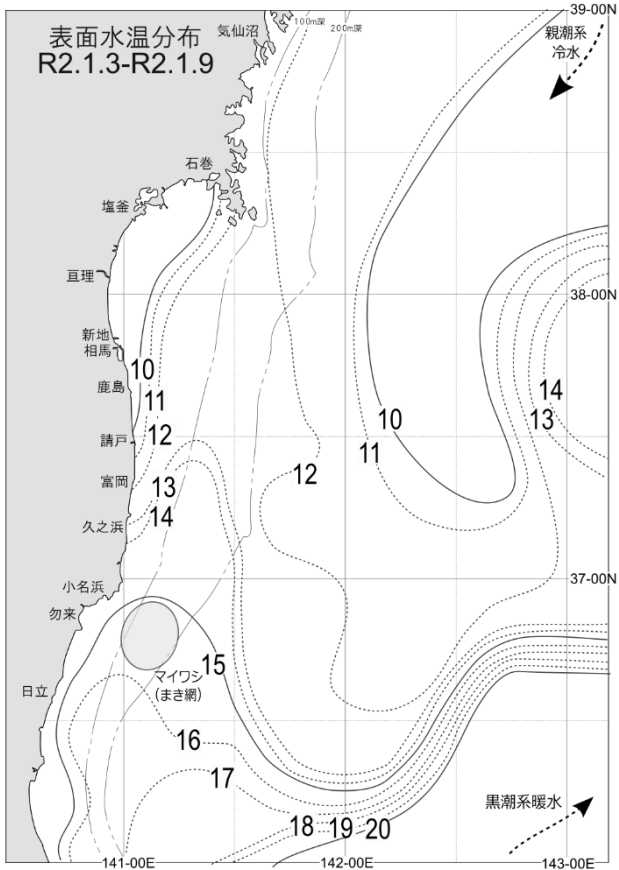 表面水温分布
R2.1.3-R2.1.9
気仙沼
100m深
200m深
39-00N
親潮系
冷水
石巻
塩釜
亘理
38-00N
新地
相馬
10
鹿島
11
14
10
13
請戸
12
11
12
富岡
13
14
久之浜
37-00N
小名浜
勿来
15
マイワシ
(まき網)
日立
16
17
黒潮系暖水
18
19
20
141-00E
142-00E
143-00E